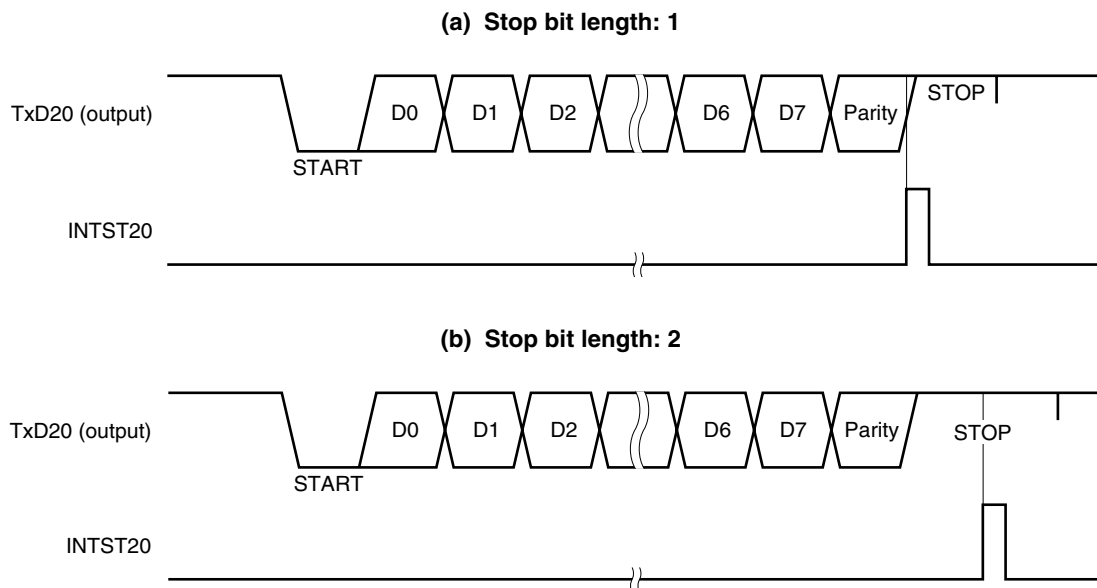 (a) Stop bit length: 1
TxD20 (output)
D0 D1 D2 D6 D7 Parity STOP
START
INTST20
(b) Stop bit length: 2
TxD20 (output)
D0 D1 D2 D6 D7 Parity STOP
START
INTST20